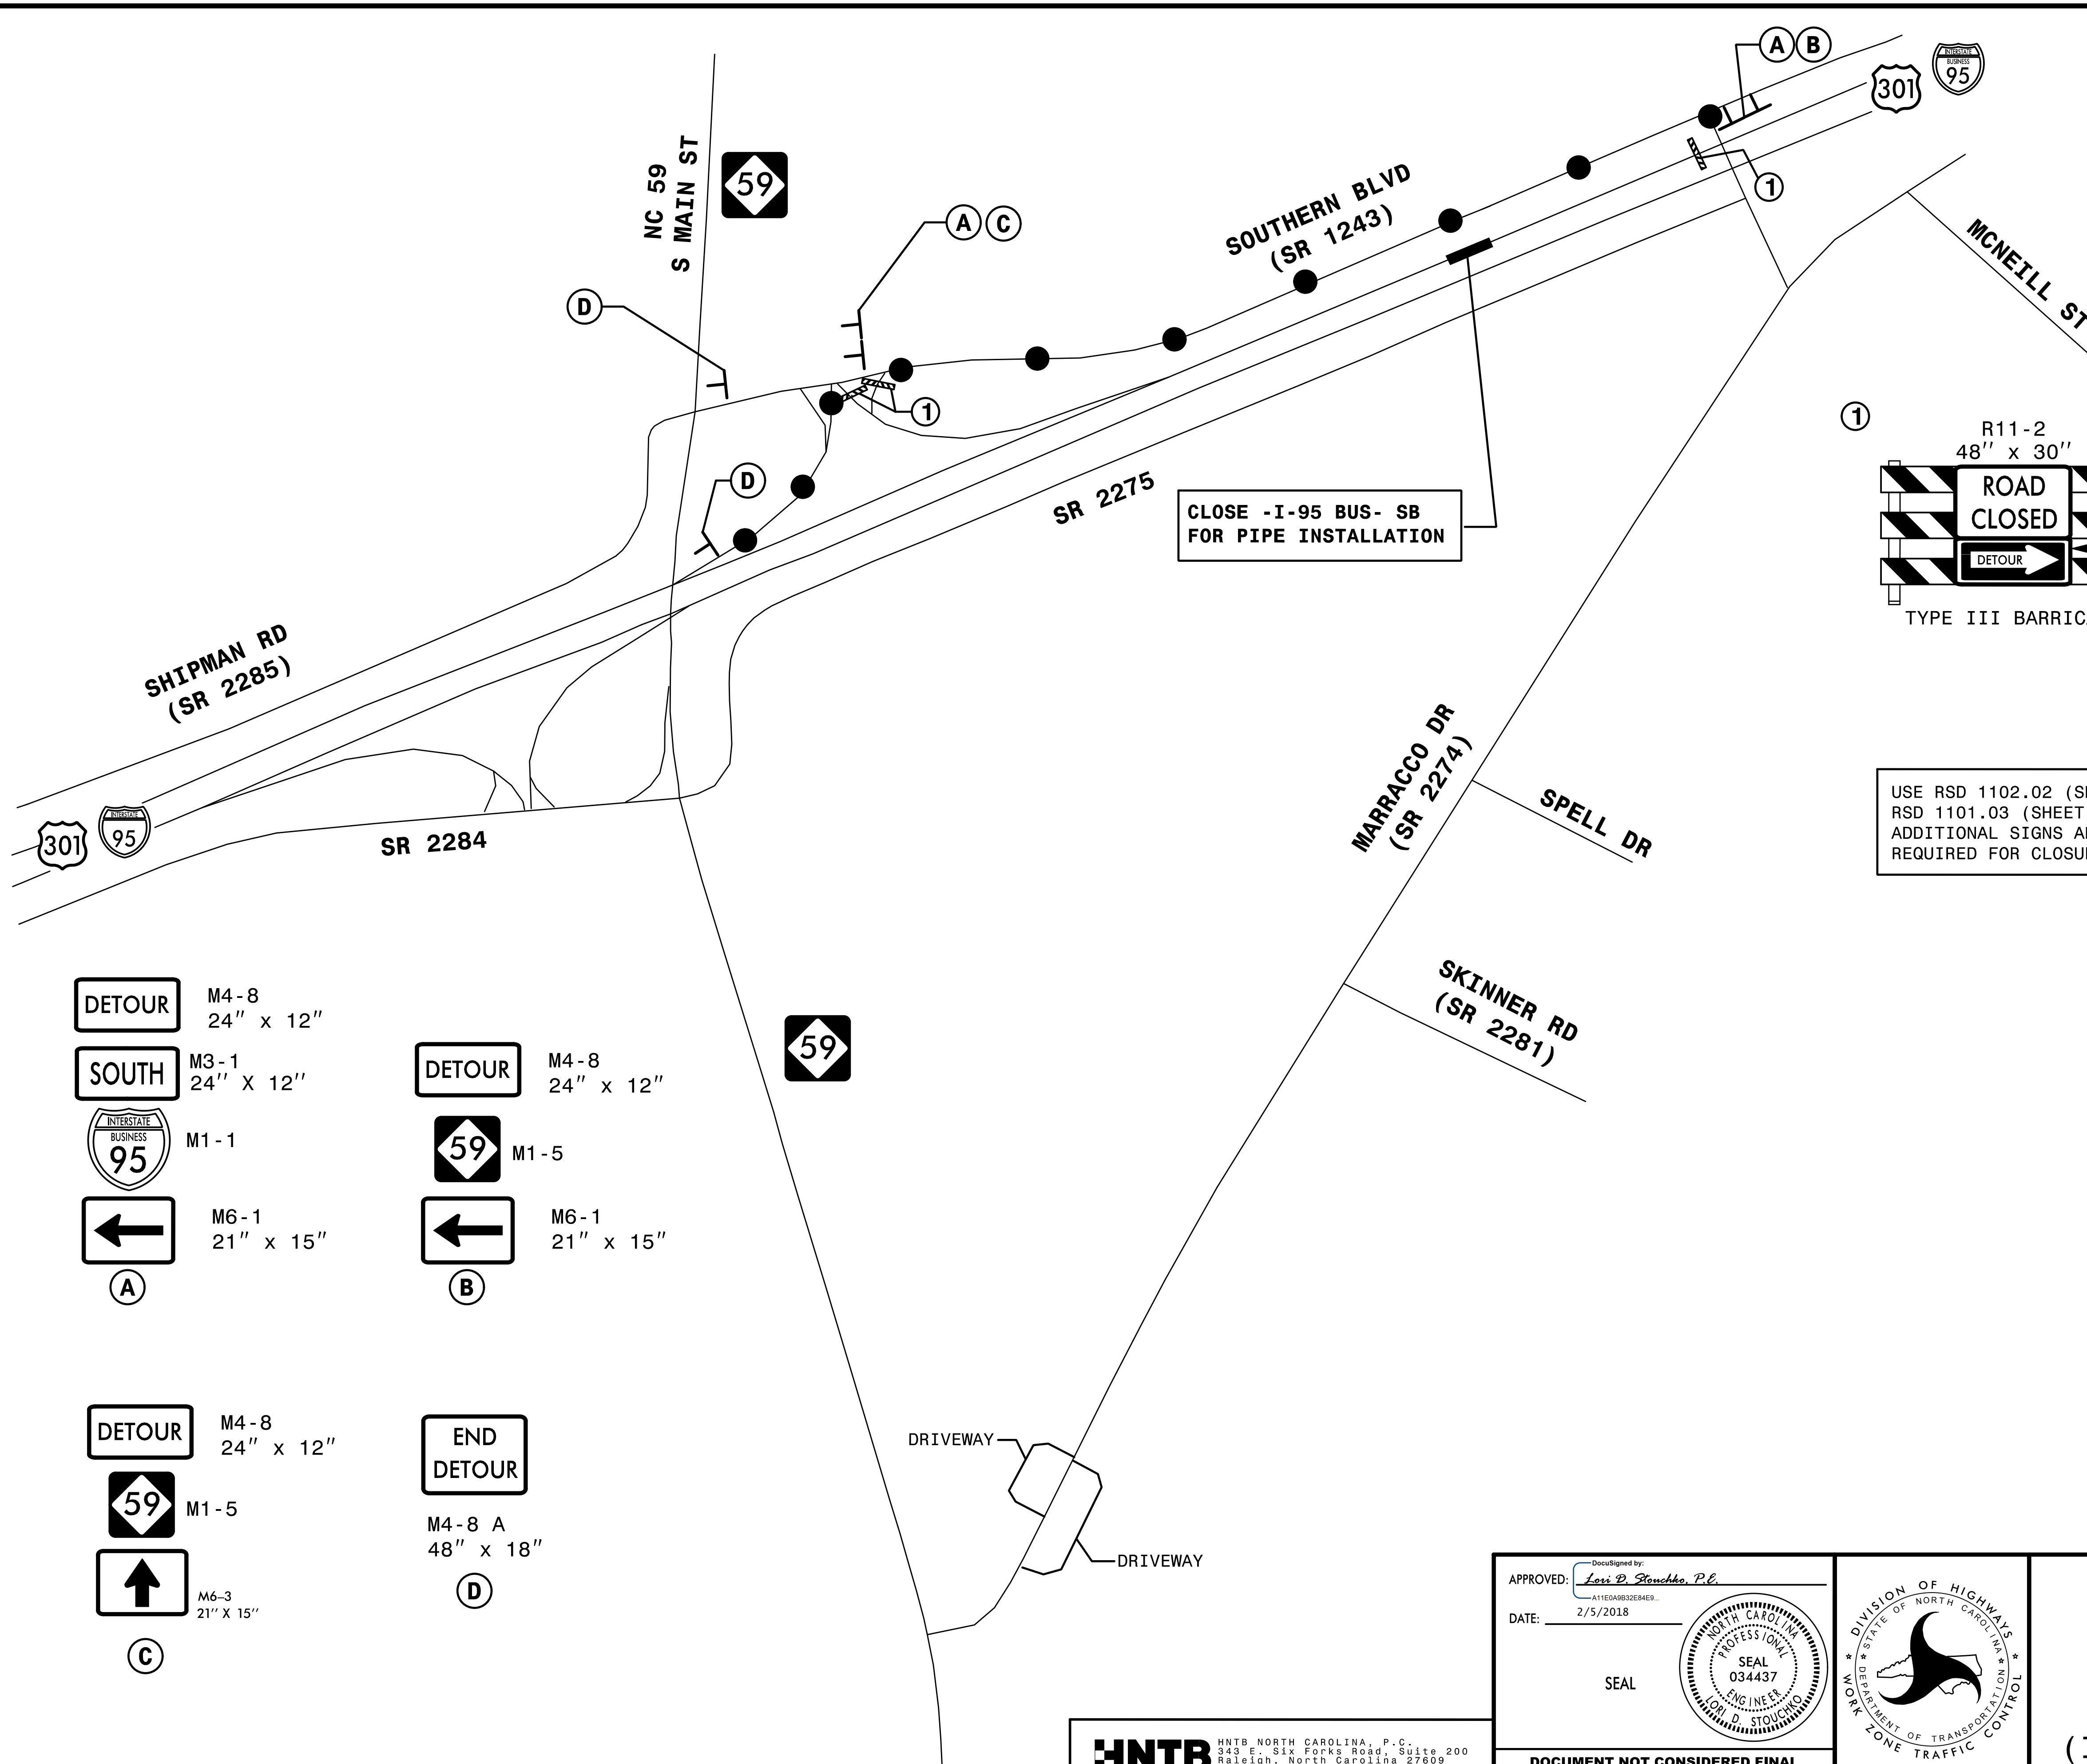 A B
301
INTERSTATE
BUSINESS
95
1
NC 59
S MAIN ST
59
A C
D
SOUTHERN BLVD
(SR 1243)
MCNEILL ST
1
D
SR 2275
CLOSE -I-95 BUS- SB
FOR PIPE INSTALLATION
1
R11-2
48" x 30"
ROAD
CLOSED
DETOUR
TYPE III
SHIPMAN RD
(SR 2285)
301
INTERSTATE
95
SR 2284
MARRACCO DR
(SR 2274)
SPELL DR
SKINNER RD
(SR 2281)
USE RSD 1102.02
RSD 1101.03 (SHEET
ADDITIONAL SIGNS
REQUIRED FOR
59
DETOUR
M4-8
24" x 12"
SOUTH
M3-1
24" X 12"
INTERSTATE
BUSINESS
95
M1-1
M6-1
21" x 15"
A
DETOUR
M4-8
24" x 12"
59
M1-5
M6-1
21" x 15"
B
DETOUR
M4-8
24" x 12"
59
M1-5
M6-3
21" X 15"
C
END
DETOUR
M4-8 A
48" x 18"
D
DRIVEWAY
DRIVEWAY
HNTB
HNTB NORTH CAROLINA, P.C.
343 E. Six Forks Road, Suite 200
Raleigh, North Carolina 27609
DocuSigned by:
APPROVED: Lori D. Stouchko, P.E.
A11E0A9B32E84E9...
DATE: 2/5/2018
SEAL
NORTH CAROLINA
PROFESSIONAL
SEAL
034437
ENGINEER
LORI D. STOUCHKO
DOCUMENT NOT CONSIDERED FINAL
DIVISION OF HIGHWAYS
STATE OF NORTH CAROLINA
DEPARTMENT OF TRANSPORTATION
WORK ZONE TRAFFIC CONTROL